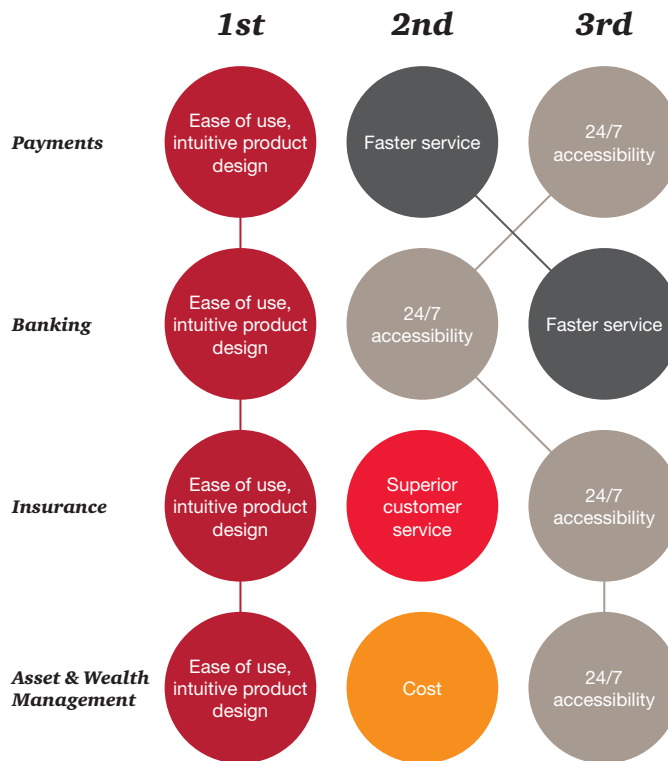 1st
2nd
3rd
Payments
Ease of use,
intuitive product
design
Faster service
24/7
accessibility
Banking
Ease of use,
intuitive product
design
24/7
accessibility
Faster service
Insurance
Ease of use,
intuitive product
design
Superior
customer
service
24/7
accessibility
Asset & Wealth
Management
Ease of use,
intuitive product
design
Cost
24/7
accessibility